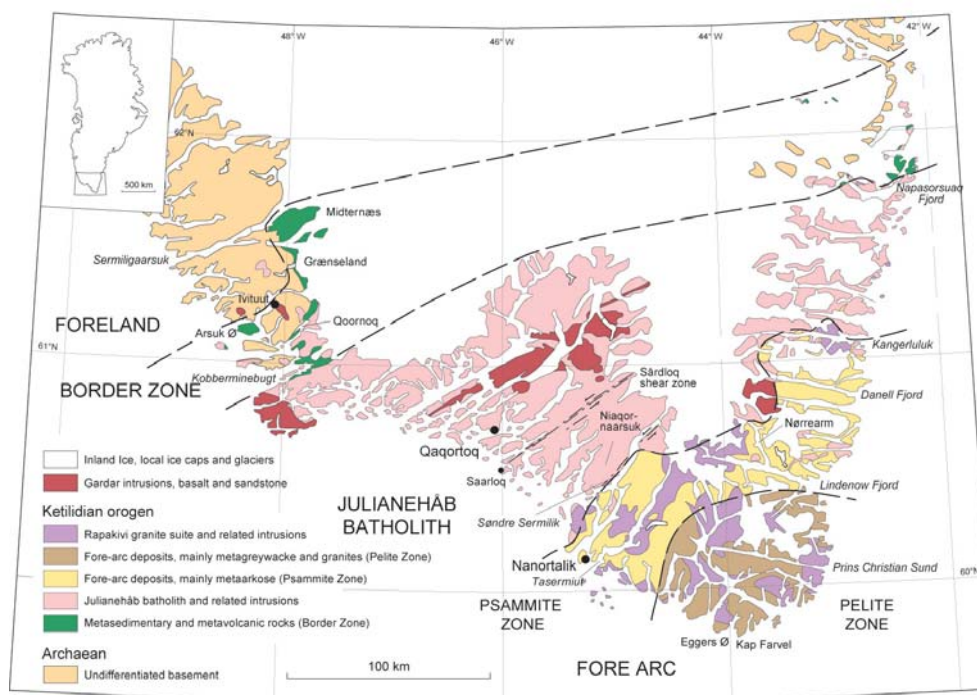 48°W
46°W
44°W
42°W
62°N
500 km
Midternæs
Napasorsuaq
Fjord
Sermiligaarsuk
Grænseland
Ivituut
FORELAND
Qoornoq
Arsuk Ø
61°N
Kangerluluk
BORDER ZONE
Kobberminebugt
Sârdloq
shear zone
Danell Fjord
Niaqor-
naarsuk
Nørrearm
Qaqortoq
Inland Ice, local ice caps and glaciers
Gardar intrusions, basalt and sandstone
Saarloq
Lindenow Fjord
JULIANEHÅB
BATHOLITH
Ketilidian orogen
Rapakivi granite suite and related intrusions
Søndre Sermilik
Fore-arc deposits, mainly metagreywacke and granites (Pelite Zone)
Nanortalik
Prins Christian Sund
60°N
Fore-arc deposits, mainly metaarkose (Psammite Zone)
Tasermiut
Julianehåb batholith and related intrusions
PSAMMITE
ZONE
PELITE
ZONE
Metasedimentary and metavolcanic rocks (Border Zone)
Eggers Ø
Kap Farvel
Archaean
100 km
FORE ARC
Undifferentiated basement